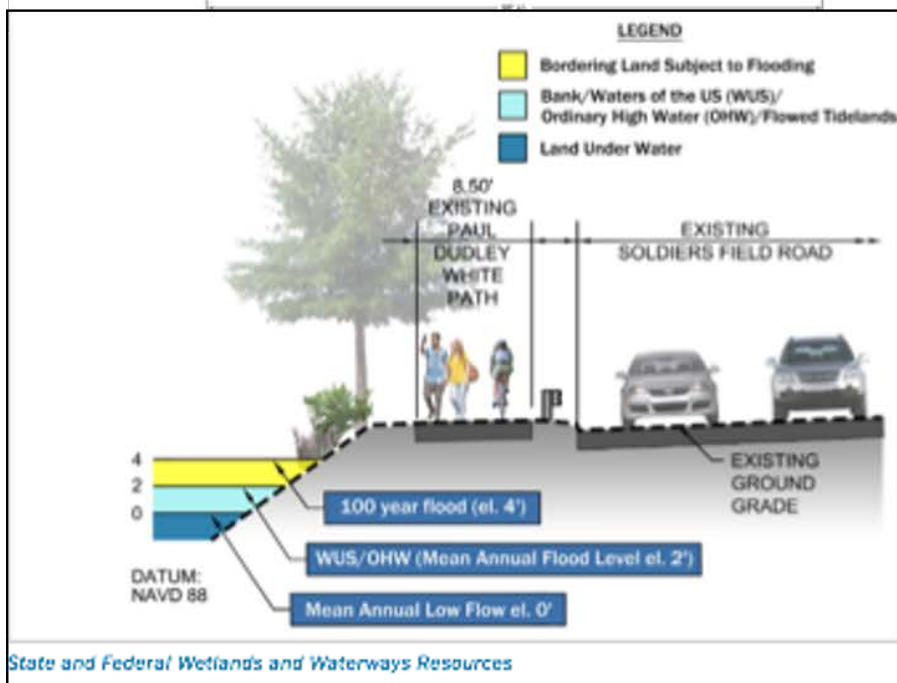 LEGEND
Bordering Land Subject to Flooding
Bank/Waters of the US (WUS)/
Ordinary High Water (OHW)/Flowed Tidelands
Land Under Water
8.50'
EXISTING
PAUL
DUDLEY
WHITE
PATH
EXISTING
SOLDIERS FIELD ROAD
EXISTING
GROUND
GRADE
4
2
0
100 year flood (el. 4')
WUS/OHW (Mean Annual Flood Level el. 2')
Mean Annual Low Flow el. 0'
DATUM:
NAVD 88
State and Federal Wetlands and Waterways Resources